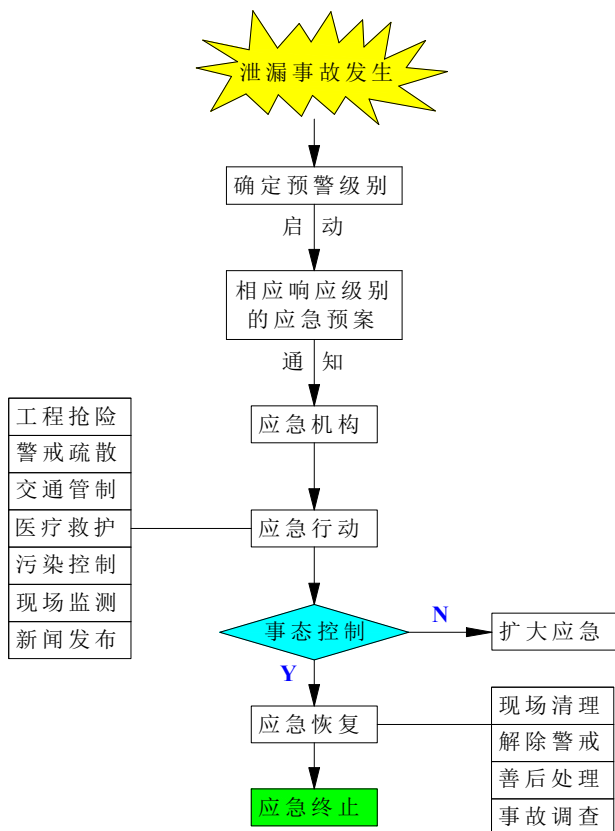 泄漏事故发生
确定预警级别
启动
相应响应级别
的应急预案
通知
应急机构
工程抢险
警戒疏散
交通管制
医疗救护
污染控制
现场监测
新闻发布
应急行动
事态控制
N
扩大应急
Y
应急恢复
现场清理
解除警戒
善后处理
事故调查
应急终止